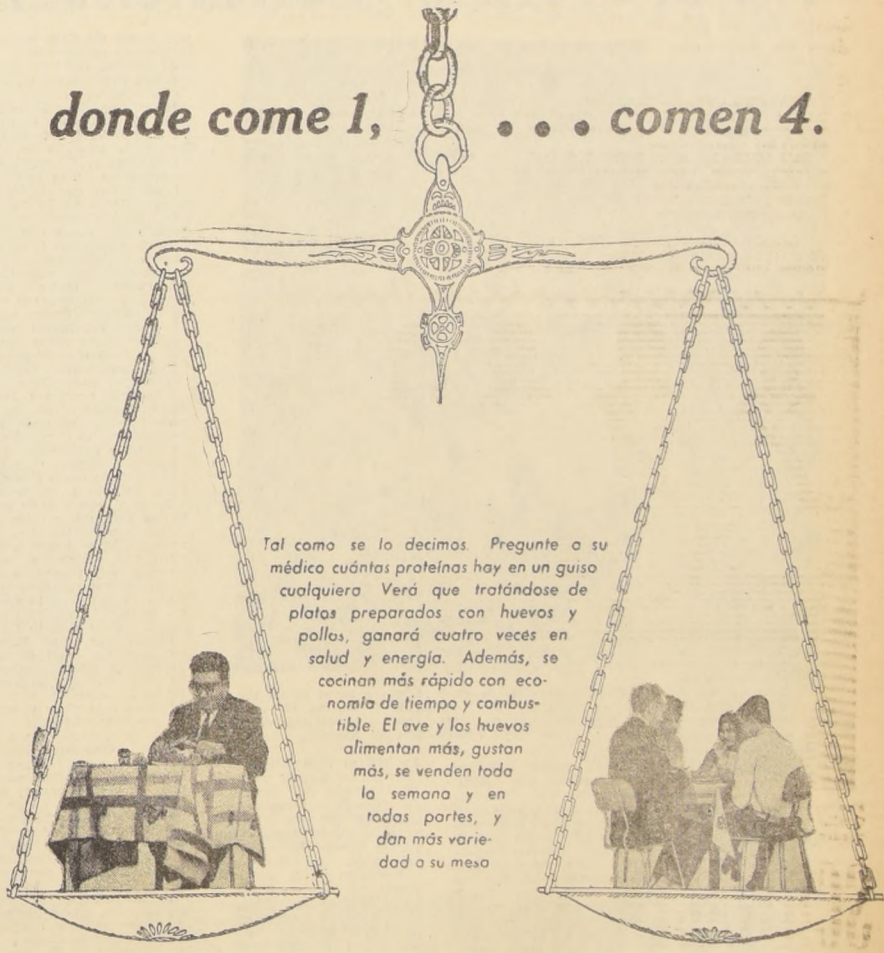 donde come 1, . . . comen 4.
Tal como se lo decimos. Pregunte a su
médico cuántas proteínas hay en un guiso
cualquiera Verá que tratándose de
platos preparados con huevos y
pollos, ganará cuatro veces en
salud y energía. Además, se
cocinan más rápido con eco-
nomía de tiempo y combus-
tible. El ave y los huevos
alimentan más, gustan
más, se venden toda
la semana y en
todas partes, y
dan más varie-
dad a su mesa